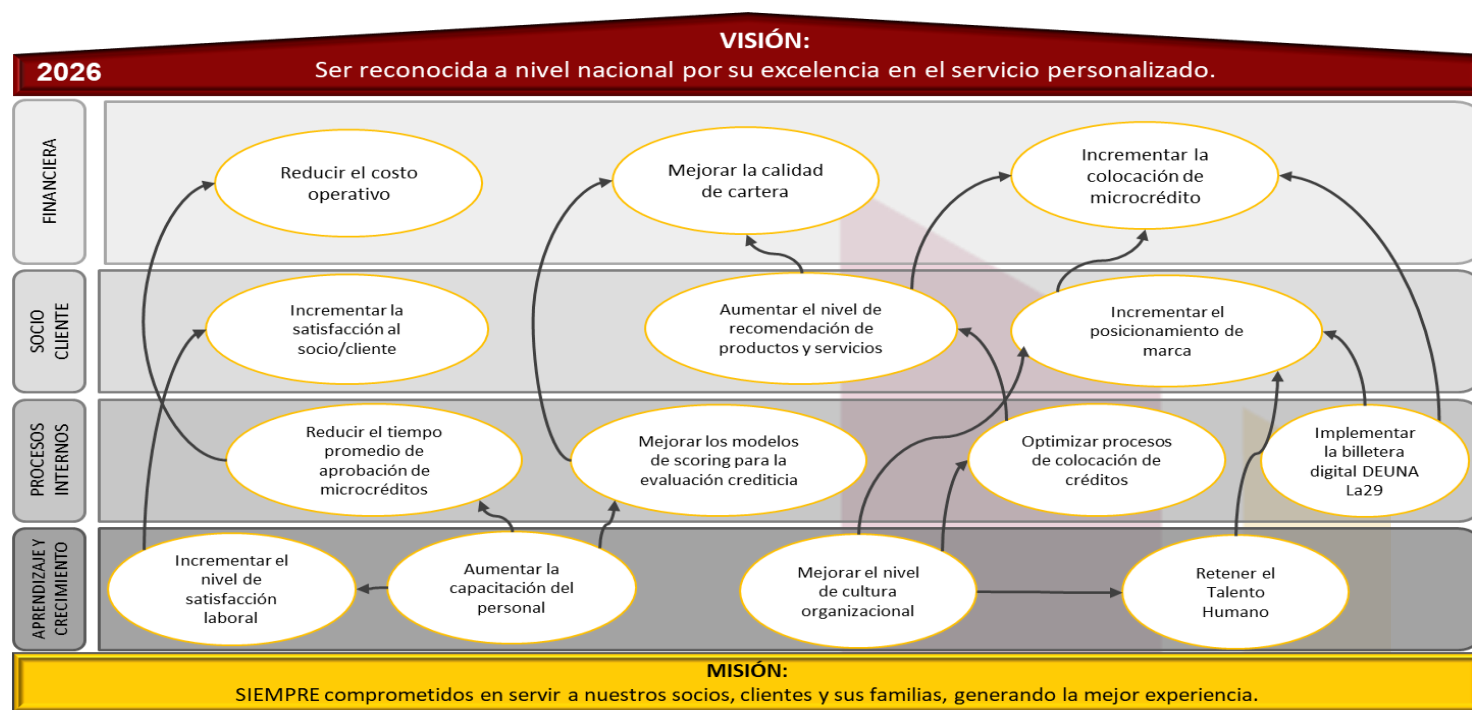 VISIÓN:
2026
Ser reconocida a nivel nacional por su excelencia en el servicio personalizado.
FINANCIERA
Reducir el costo
operativo
Mejorar la calidad
de cartera
Incrementar la
colocación de
microcrédito
SOCIO
CLIENTE
Incrementar la
satisfacción al
socio/cliente
Aumentar el nivel de
recomendación de
productos y servicios
Incrementar el
posicionamiento de
marca
PROCESOS
INTERNOS
Reducir el tiempo
promedio de
aprobación de
microcréditos
Mejorar los modelos
de scoring para la
evaluación crediticia
Optimizar procesos
de colocación de
créditos
Implementar
la billetera
digital DEUNA
La29
APRENDIZAJE Y
CRECIMIENTO
Incrementar el
nivel de
satisfacción
laboral
Aumentar la
capacitación del
personal
Mejorar el nivel
de cultura
organizacional
Retener el
Talento
Humano
MISIÓN:
SIEMPRE comprometidos en servir a nuestros socios, clientes y sus familias, generando la mejor experiencia.